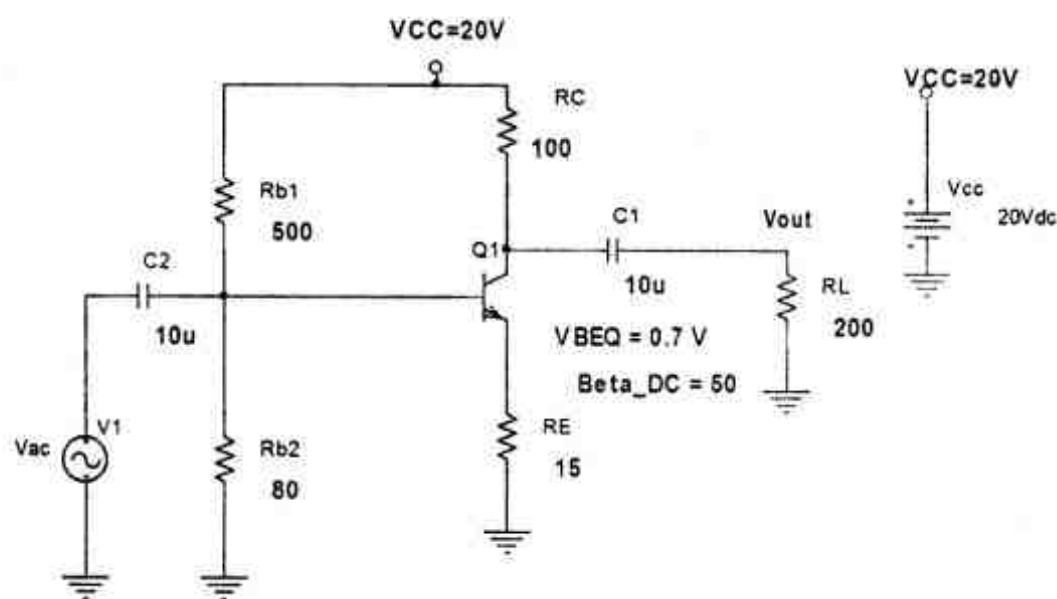 VCC=20V
RC
100
VCC=20V
Rb1
500
Vcc
20Vdc
C1
Vout
Q1
C2
10u
RL
200
10u
VBEQ = 0.7 V
Beta_DC = 50
V1
Vac
Rb2
80
RE
15